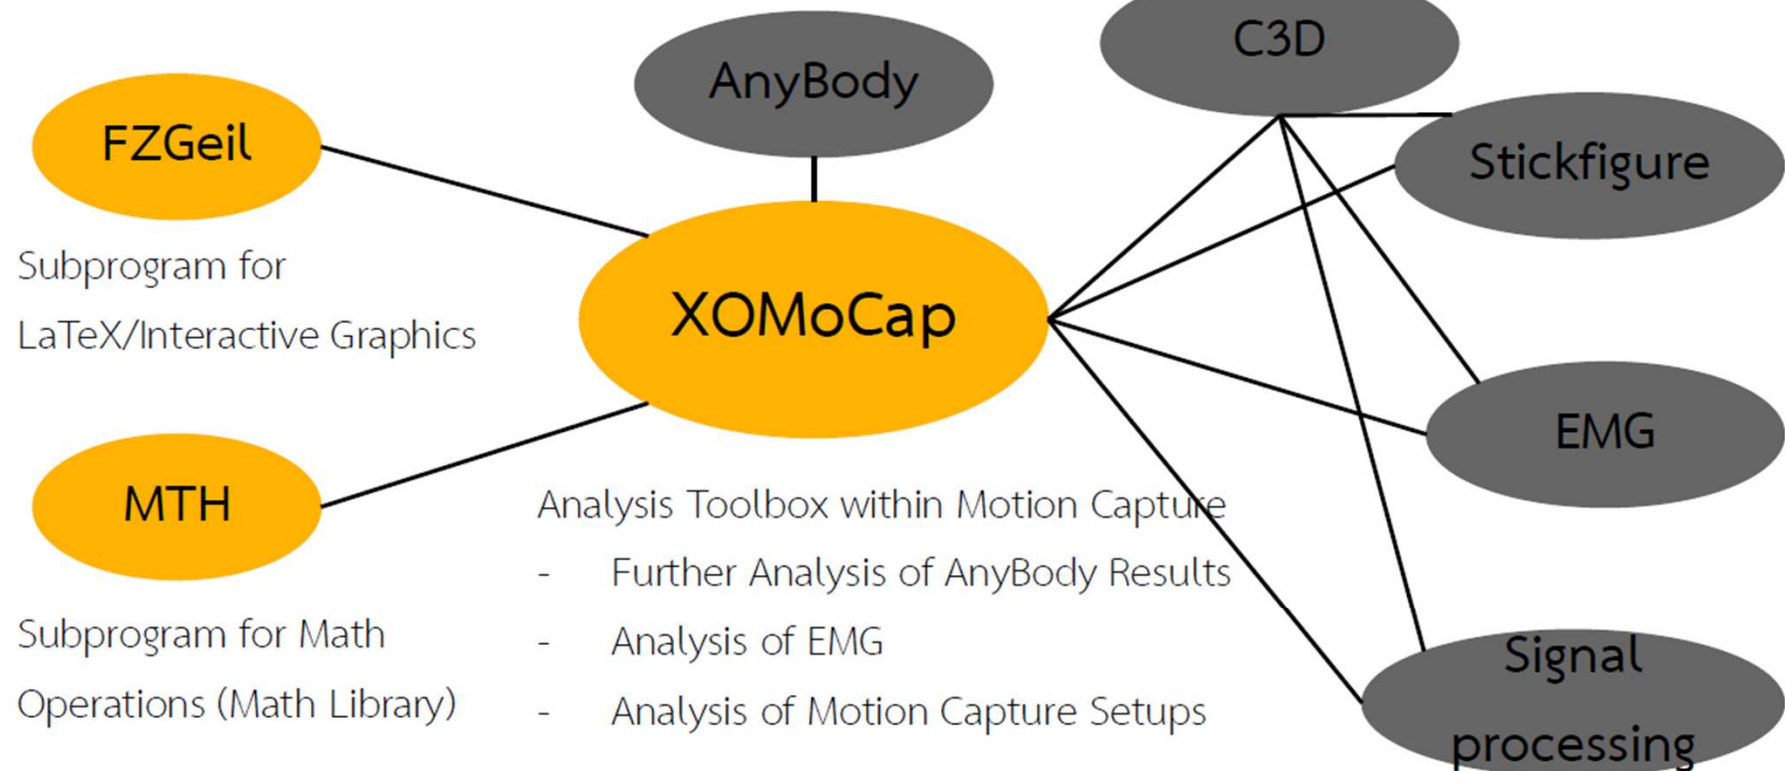 C3D
AnyBody
FZGeil
Stickfigure
Subprogram for
LaTeX/Interactive Graphics
XOMoCap
EMG
MTH
Analysis Toolbox within Motion Capture
- Further Analysis of AnyBody Results
- Analysis of EMG
- Analysis of Motion Capture Setups
Subprogram for Math
Operations (Math Library)
Signal
processing